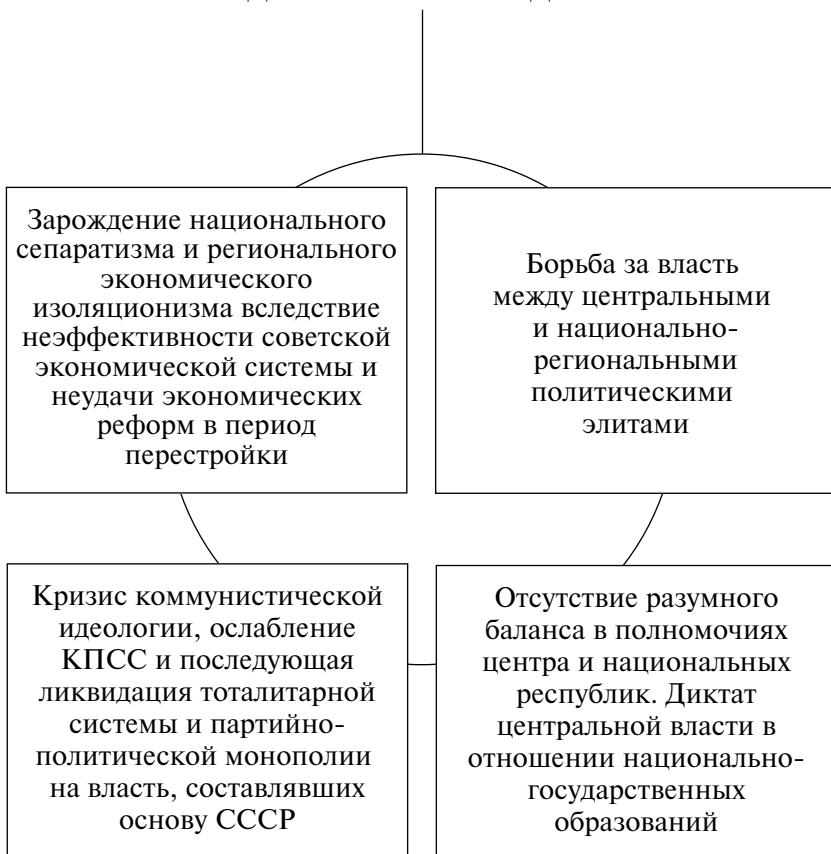 Зарождение национального
сепаратизма и регионального
экономического
изоляционизма вследствие
неэффективности советской
экономической системы и
неудачи экономических
реформ в период
перестройки
Борьба за власть
между центральными
и национально-
региональными
политическими
элитами
Кризис коммунистической
идеологии, ослабление
КПСС и последующая
ликвидация тоталитарной
системы и партийно-
политической монополии
на власть, составлявших
основу СССР
Отсутствие разумного
баланса в полномочиях
центра и национальных
республик. Диктат
центральной власти в
отношении национально-
государственных
образований